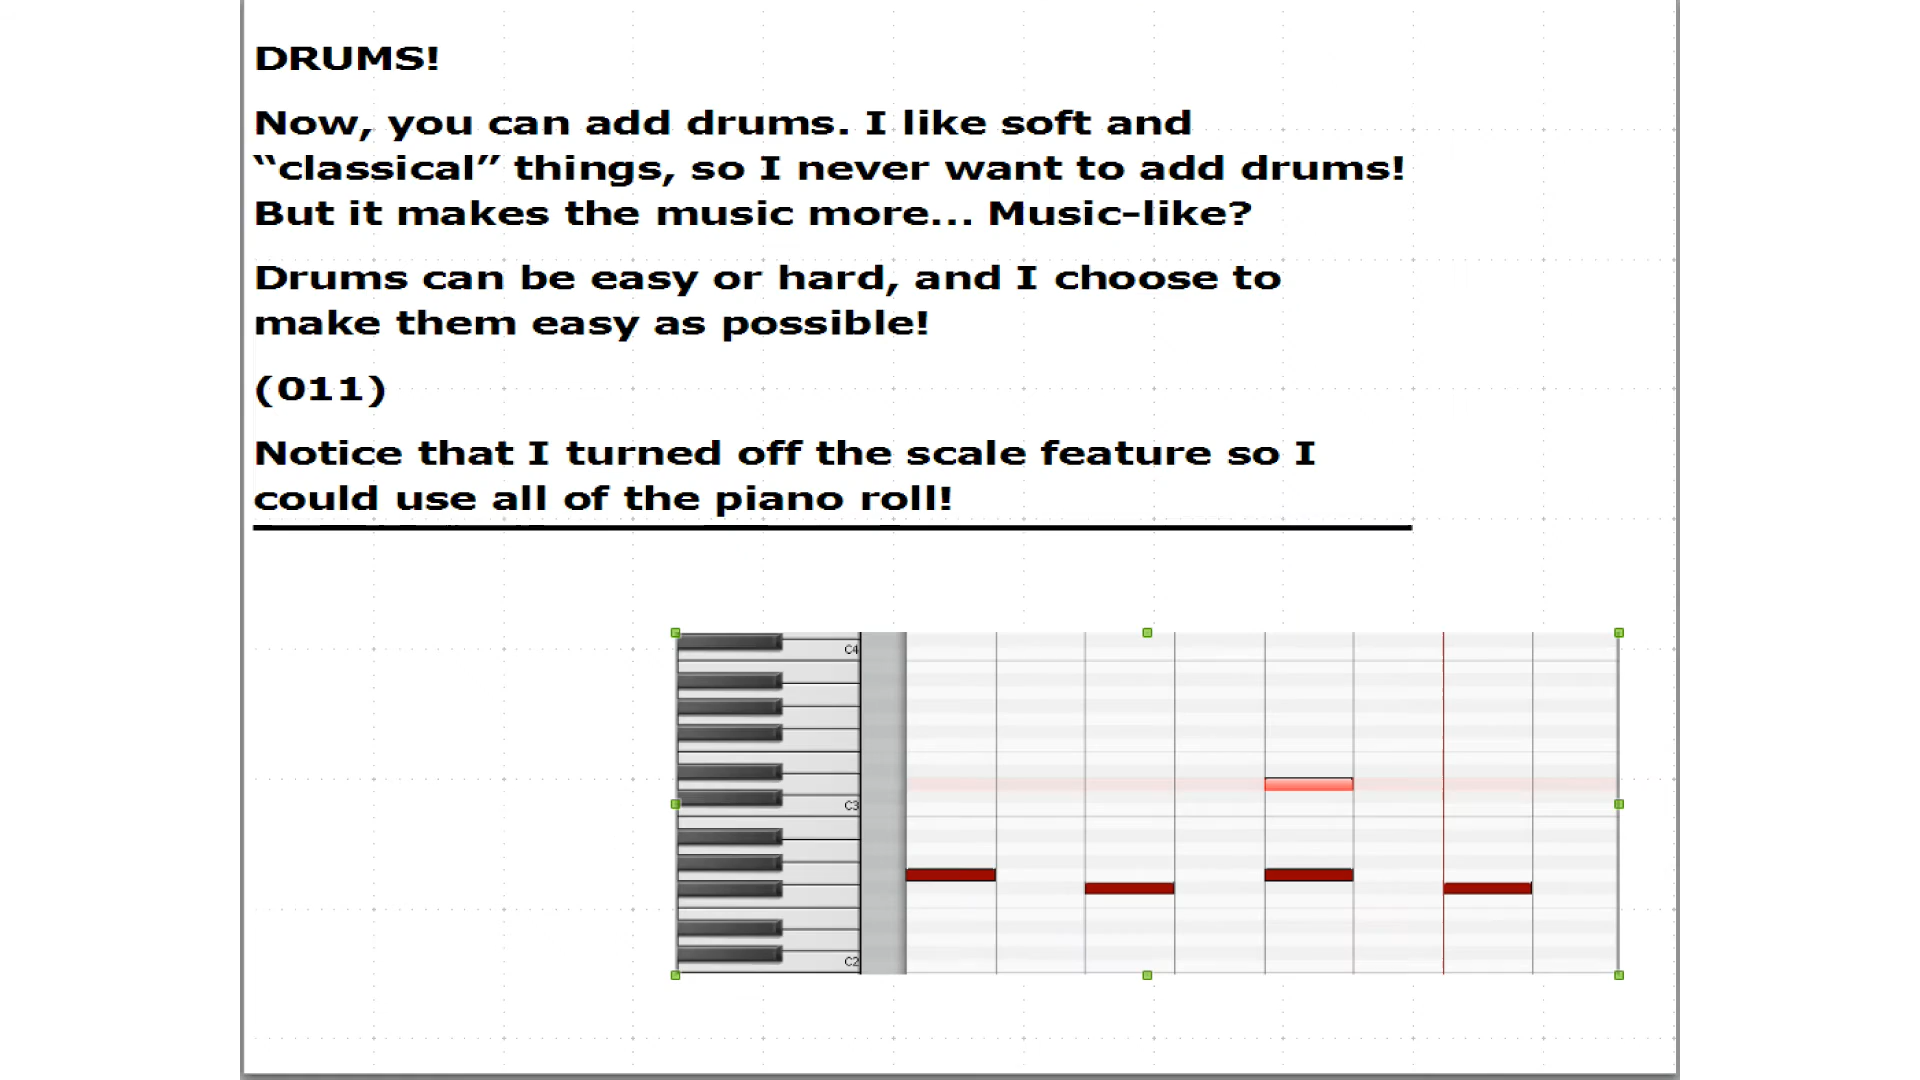 DRUMS!
Now, you can add drums. I like soft and
“classical” things, so I never want to add drums!
But it makes the music more... Music-like?
Drums can be easy or hard, and I choose to
make them easy as possible!
(011)
Notice that I turned off the scale feature so I
could use all of the piano roll!
C4
C3
C2